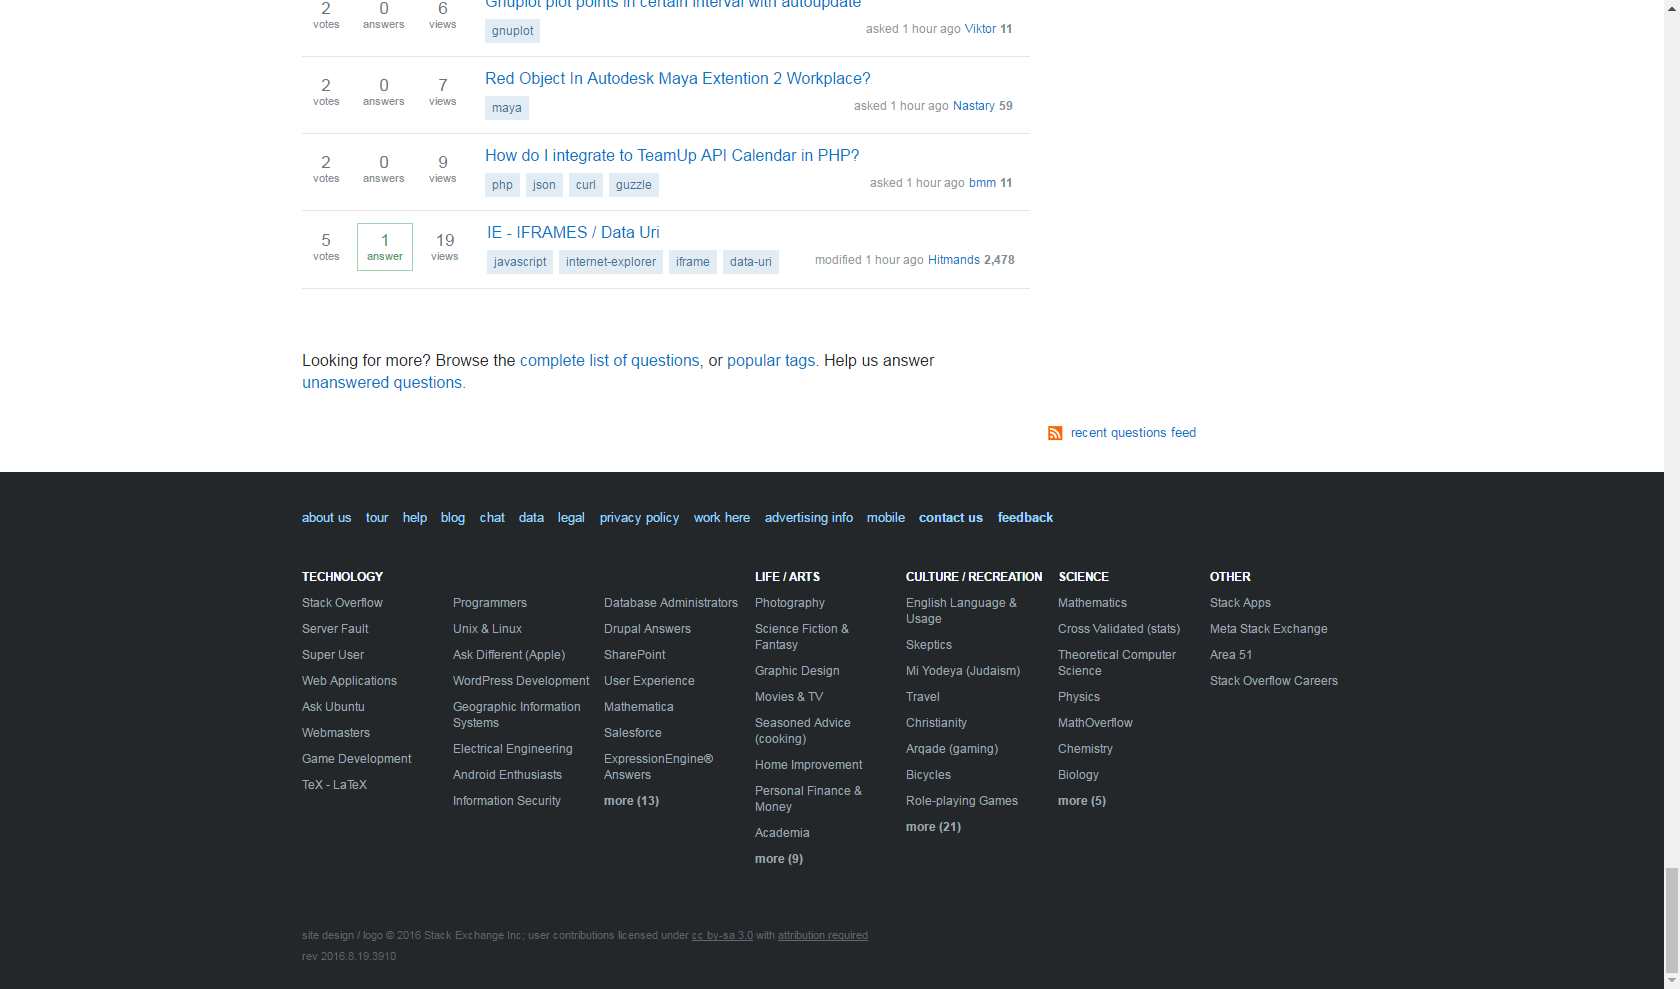 2 0 6 Gnuplot plot points in certain interval with autoupdate
votes answers views
gnuplot asked 1 hour ago Viktor 11
2 0 7 Red Object In Autodesk Maya Extention 2 Workplace?
votes answers views
maya asked 1 hour ago Nastary 59
2 0 9 How do I integrate to TeamUp API Calendar in PHP?
votes answers views
php json curl guzzle asked 1 hour ago bmm 11
5 1 19 IE - IFRAMES / Data Uri
votes answer views
javascript internet-explorer iframe data-uri modified 1 hour ago Hitmands 2,478
Looking for more? Browse the complete list of questions, or popular tags. Help us answer
unanswered questions.
recent questions feed
about us tour help blog chat data legal privacy policy work here advertising info mobile contact us feedback
TECHNOLOGY
Stack Overflow
Server Fault
Super User
Web Applications
Ask Ubuntu
Webmasters
Game Development
TeX - LaTeX
Programmers
Unix & Linux
Ask Different (Apple)
WordPress Development
Geographic Information
Systems
Electrical Engineering
Android Enthusiasts
Information Security
Database Administrators
Drupal Answers
SharePoint
User Experience
Mathematica
Salesforce
ExpressionEngine®
Answers
more (13)
LIFE / ARTS
Photography
Science Fiction &
Fantasy
Graphic Design
Movies & TV
Seasoned Advice
(cooking)
Home Improvement
Personal Finance &
Money
Academia
more (9)
CULTURE / RECREATION
English Language &
Usage
Skeptics
Mi Yodeya (Judaism)
Travel
Christianity
Arqade (gaming)
Bicycles
Role-playing Games
more (21)
SCIENCE
Mathematics
Cross Validated (stats)
Theoretical Computer
Science
Physics
MathOverflow
Chemistry
Biology
more (5)
OTHER
Stack Apps
Meta Stack Exchange
Area 51
Stack Overflow Careers
site design / logo © 2016 Stack Exchange Inc; user contributions licensed under cc by-sa 3.0 with attribution required
rev 2016.8.19.3910